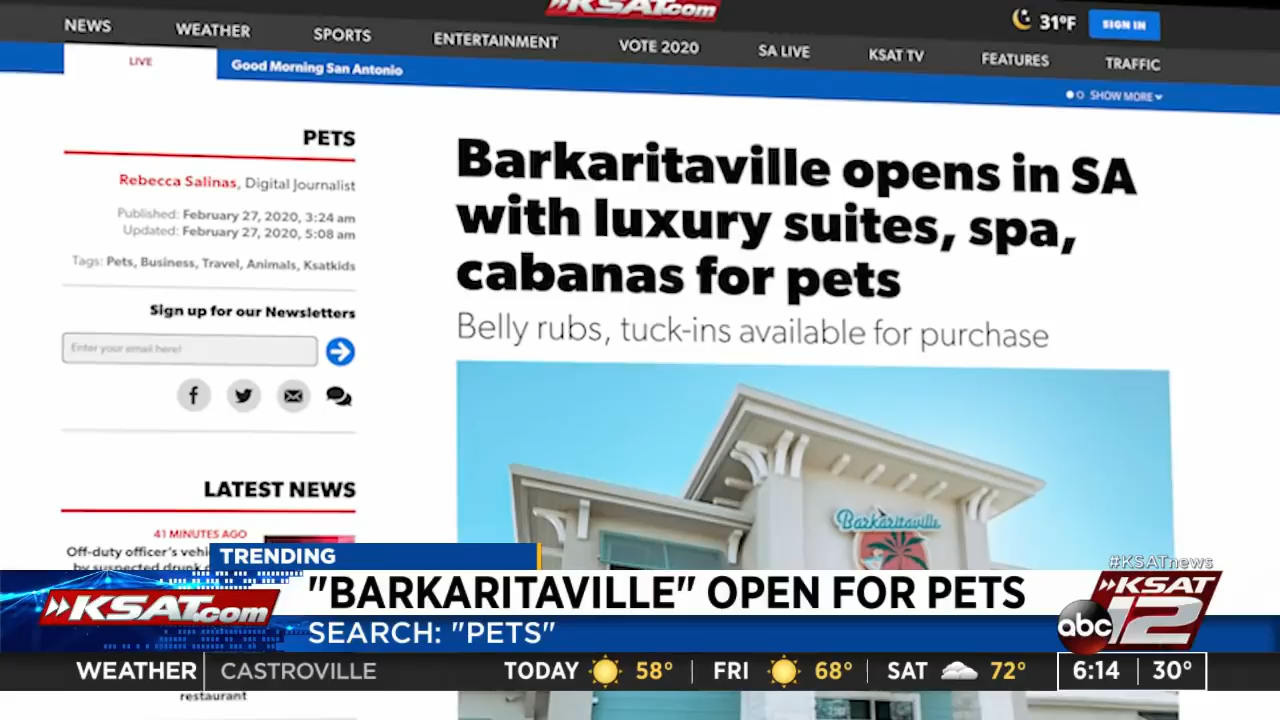 KSAT.com
NEWS
WEATHER
SPORTS
ENTERTAINMENT
VOTE 2020
SA LIVE
KSAT TV
FEATURES
TRAFFIC
31°F
SIGN IN
LIVE
Good Morning San Antonio
SHOW MORE
PETS
Rebecca Salinas, Digital Journalist
Published: February 27, 2020, 3:24 am
Updated: February 27, 2020, 5:08 am
Tags: Pets, Business, Travel, Animals, Ksatkids
Sign up for our Newsletters
Enter your email here!
LATEST NEWS
41 MINUTES AGO
Off-duty officer's
by suspected drunk
Barkaritaville opens in SA
with luxury suites, spa,
cabanas for pets
Belly rubs, tuck-ins available for purchase
Barkaritaville
TRENDING
"BARKARITAVILLE" OPEN FOR PETS
SEARCH: "PETS"
KSAT.com
#KSATnews
KSAT
abc 12
WEATHER CASTROVILLE TODAY 58° FRI 68° SAT 72° 6:14 30°
restaurant